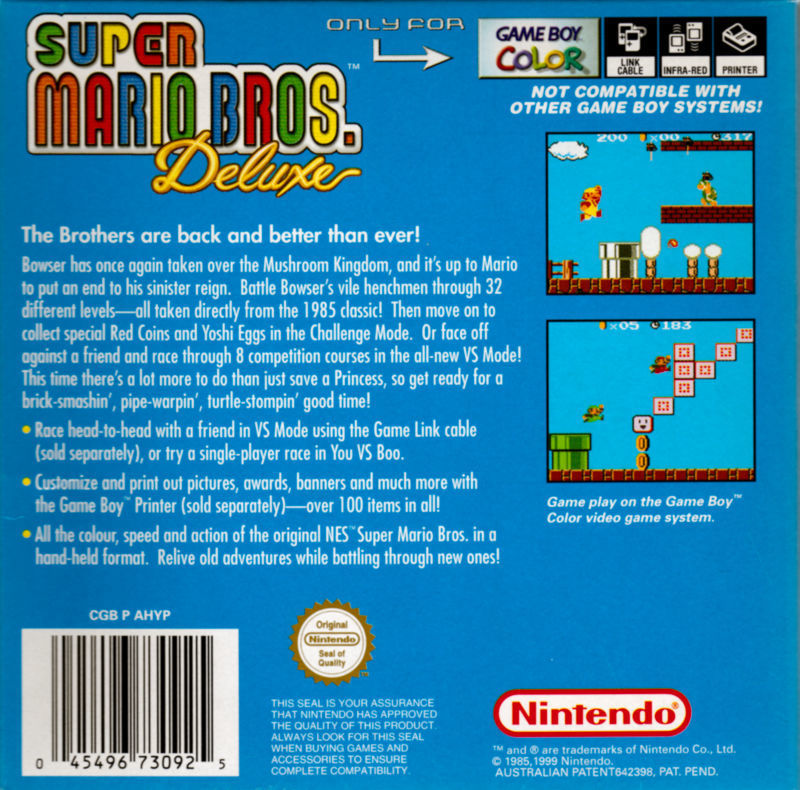 SUPER
MARIO BROS.™
Deluxe
ONLY FOR
GAME BOY
COLOR
LINK
CABLE
INFRA-RED
PRINTER
NOT COMPATIBLE WITH
OTHER GAME BOY SYSTEMS!
200 x00 317
The Brothers are back and better than ever!
Bowser has once again taken over the Mushroom Kingdom, and it's up to Mario
to put an end to his sinister reign. Battle Bowser's vile henchmen through 32
different levels—all taken directly from the 1985 classic! Then move on to
collect special Red Coins and Yoshi Eggs in the Challenge Mode. Or face off
against a friend and race through 8 competition courses in the all-new VS Mode!
This time there's a lot more to do than just save a Princess, so get ready for a
brick-smashin', pipe-warpin', turtle-stompin' good time!
• Race head-to-head with a friend in VS Mode using the Game Link cable
(sold separately), or try a single-player race in You VS Boo.
• Customize and print out pictures, awards, banners and much more with
the Game Boy™ Printer (sold separately)—over 100 items in all!
• All the colour, speed and action of the original NES™ Super Mario Bros. in a
hand-held format. Relive old adventures while battling through new ones!
x05 183
Game play on the Game Boy™
Color video game system.
CGB P AHYP
0 45496 73092 5
Original
Nintendo
Seal of
Quality
THIS SEAL IS YOUR ASSURANCE
THAT NINTENDO HAS APPROVED
THE QUALITY OF THIS PRODUCT.
ALWAYS LOOK FOR THIS SEAL
WHEN BUYING GAMES AND
ACCESSORIES TO ENSURE
COMPLETE COMPATIBILITY.
Nintendo®
™ and ® are trademarks of Nintendo Co., Ltd.
© 1985,1999 Nintendo.
AUSTRALIAN PATENT642398, PAT. PEND.